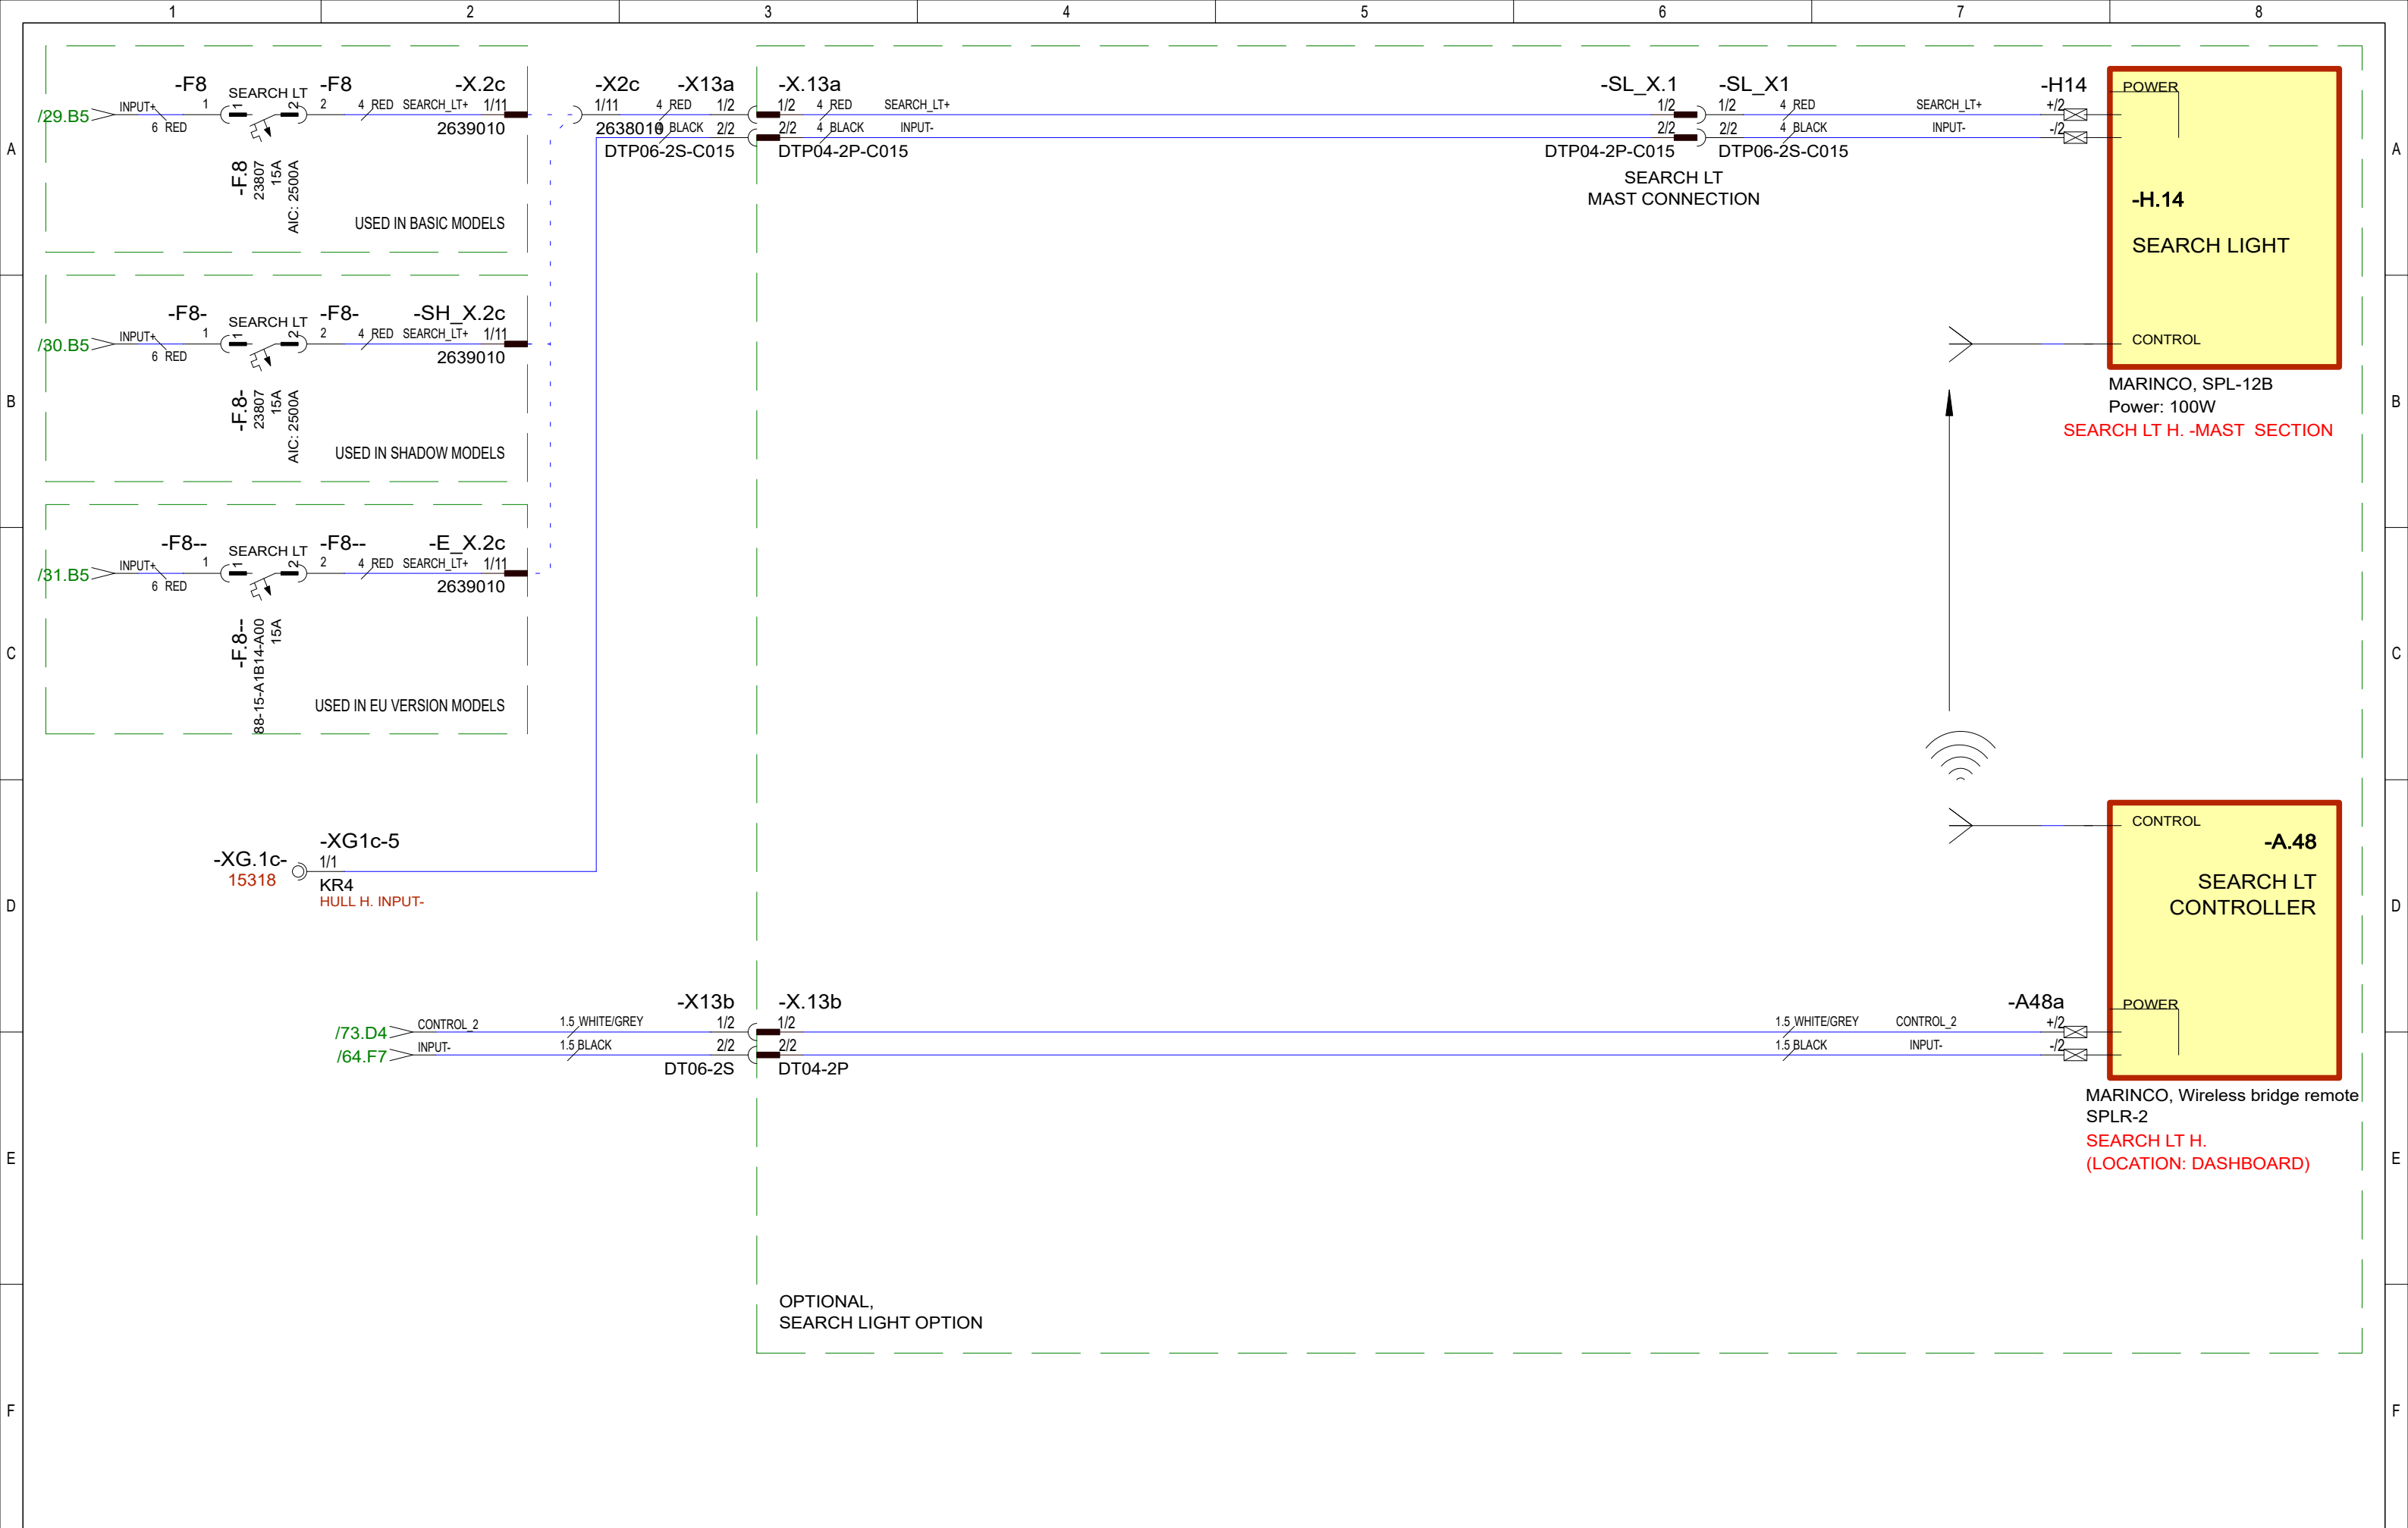 1 2 3 4 5 6 7 8
A A
B B
C C
D D
E E
F F
-F8 SEARCH LT -F8 -X.2c
/29.B5 INPUT+ 1 1 2 2 4 RED SEARCH_LT+ 1/11
6 RED 2639010
-F.8
23807
15A
AIC: 2500A
USED IN BASIC MODELS
-F8- SEARCH LT -F8- -SH_X.2c
/30.B5 INPUT+ 1 1 2 2 4 RED SEARCH_LT+ 1/11
6 RED 2639010
-F.8-
23807
15A
AIC: 2500A
USED IN SHADOW MODELS
-F8-- SEARCH LT -F8-- -E_X.2c
/31.B5 INPUT+ 1 1 2 2 4 RED SEARCH_LT+ 1/11
6 RED 2639010
-F.8--
88-15-A1B14-A00
15A
USED IN EU VERSION MODELS
-X2c -X13a -X.13a
1/11 4 RED 1/2 1/2 4 RED SEARCH_LT+
2638010 4 BLACK 2/2 2/2 4 BLACK INPUT-
DTP06-2S-C015 DTP04-2P-C015
-SL_X.1 -SL_X1 -H14
1/2 1/2 4 RED SEARCH_LT+ +/2
2/2 2/2 4 BLACK INPUT- -/2
DTP04-2P-C015 DTP06-2S-C015
SEARCH LT
MAST CONNECTION
POWER
-H.14
SEARCH LIGHT
CONTROL
MARINCO, SPL-12B
Power: 100W
SEARCH LT H. -MAST SECTION
-XG.1c-
15318
-XG1c-5
1/1
KR4
HULL H. INPUT-
CONTROL
-A.48
SEARCH LT
CONTROLLER
POWER
-X13b -X.13b -A48a
/73.D4 CONTROL_2 1.5 WHITE/GREY 1/2 1/2 1.5 WHITE/GREY CONTROL_2 +/2
/64.F7 INPUT- 1.5 BLACK 2/2 2/2 1.5 BLACK INPUT- -/2
DT06-2S DT04-2P
MARINCO, Wireless bridge remote
SPLR-2
SEARCH LT H.
(LOCATION: DASHBOARD)
OPTIONAL,
SEARCH LIGHT OPTION